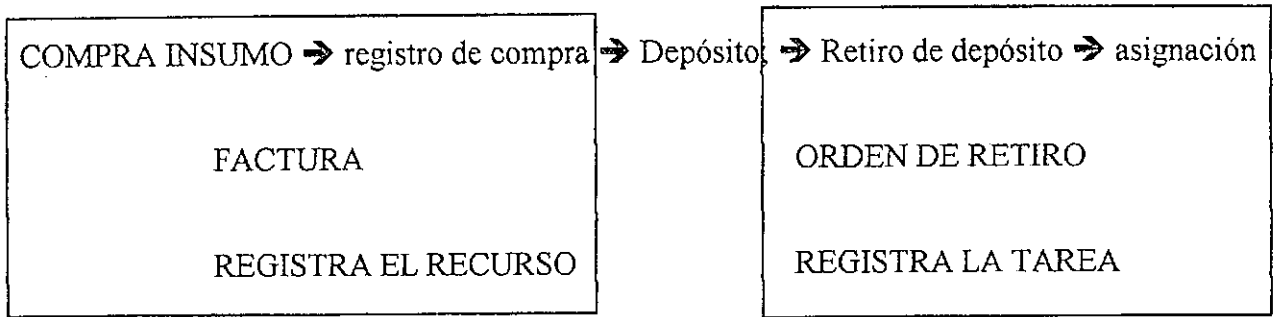 COMPRA INSUMO ➔ registro de compra ➔ Depósito ➔ Retiro de depósito ➔ asignación
FACTURA
ORDEN DE RETIRO
REGISTRA EL RECURSO
REGISTRA LA TAREA